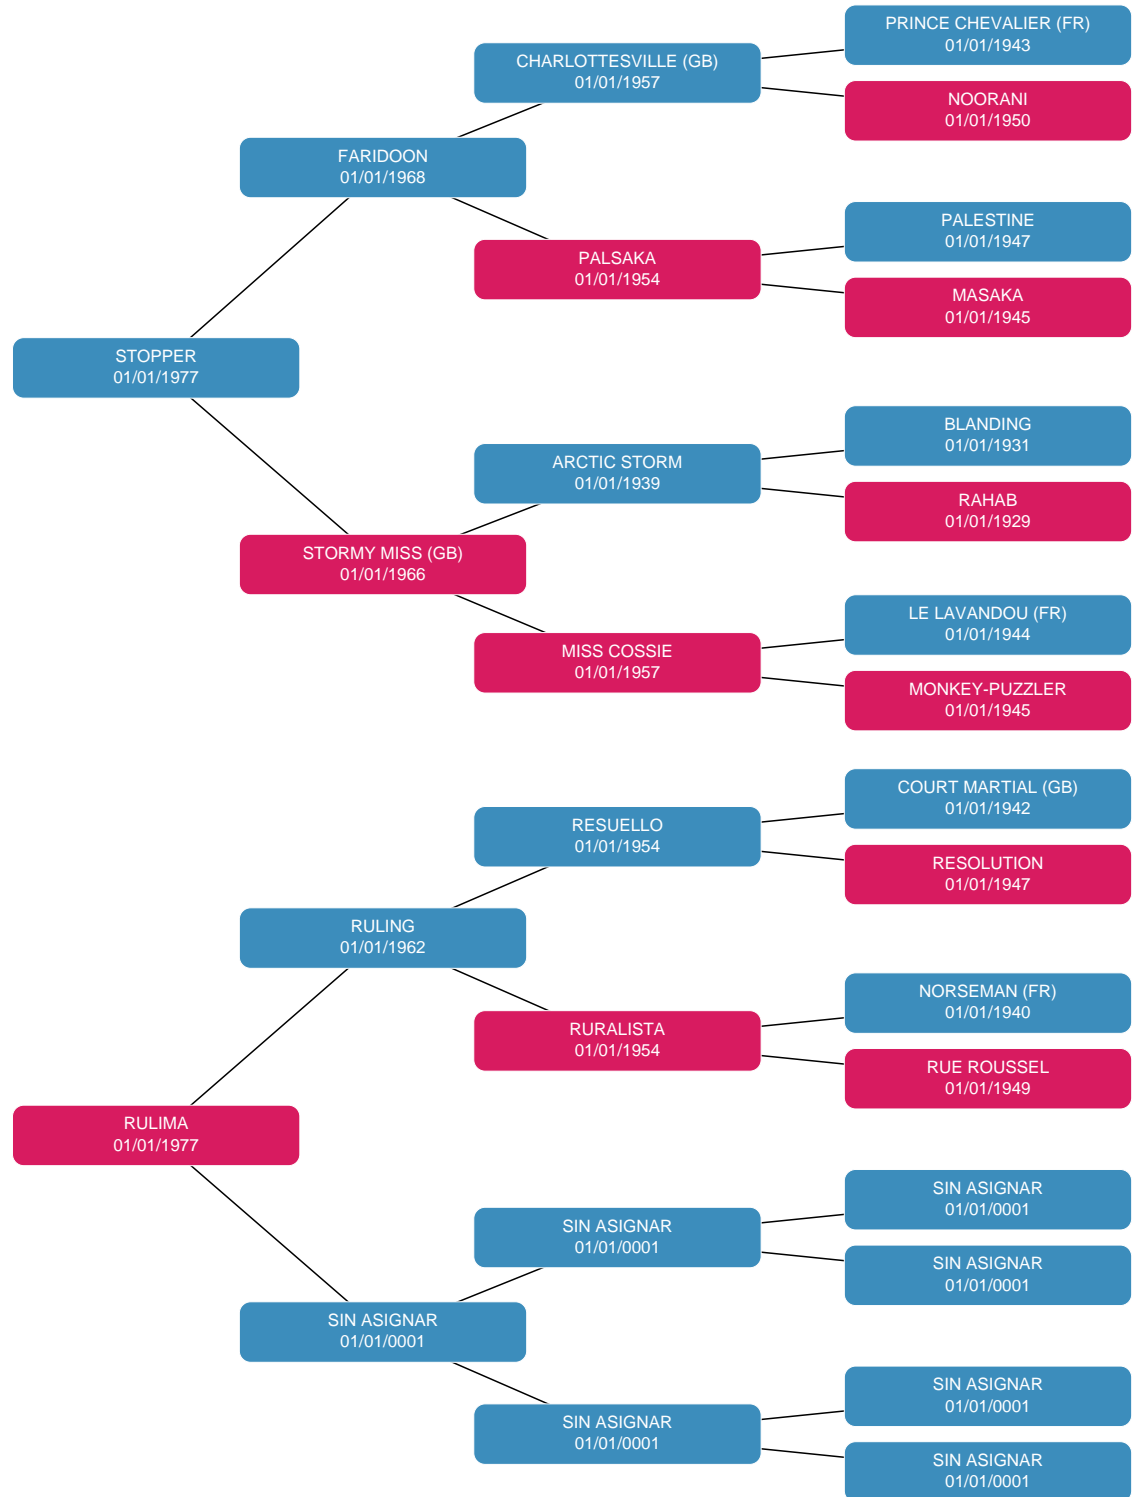 PRINCE CHEVALIER (FR)
01/01/1943
CHARLOTTESVILLE (GB)
01/01/1957
NOORANI
01/01/1950
FARIDOON
01/01/1968
PALESTINE
01/01/1947
PALSAKA
01/01/1954
MASAKA
01/01/1945
STOPPER
01/01/1977
BLANDING
01/01/1931
ARCTIC STORM
01/01/1939
RAHAB
01/01/1929
STORMY MISS (GB)
01/01/1966
LE LAVANDOU (FR)
01/01/1944
MISS COSSIE
01/01/1957
MONKEY-PUZZLER
01/01/1945
COURT MARTIAL (GB)
01/01/1942
RESUELLO
01/01/1954
RESOLUTION
01/01/1947
RULING
01/01/1962
NORSEMAN (FR)
01/01/1940
RURALISTA
01/01/1954
RUE ROUSSEL
01/01/1949
RULIMA
01/01/1977
SIN ASIGNAR
01/01/0001
SIN ASIGNAR
01/01/0001
SIN ASIGNAR
01/01/0001
SIN ASIGNAR
01/01/0001
SIN ASIGNAR
01/01/0001
SIN ASIGNAR
01/01/0001
SIN ASIGNAR
01/01/0001